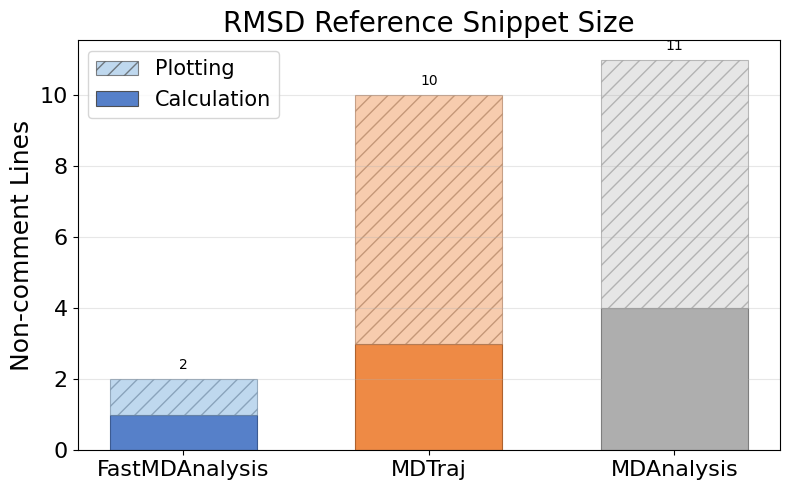 RMSD Reference Snippet Size
Plotting
Calculation
Non-comment Lines
10
8
6
4
2
0
2
10
11
FastMDAnalysis
MDTraj
MDAnalysis